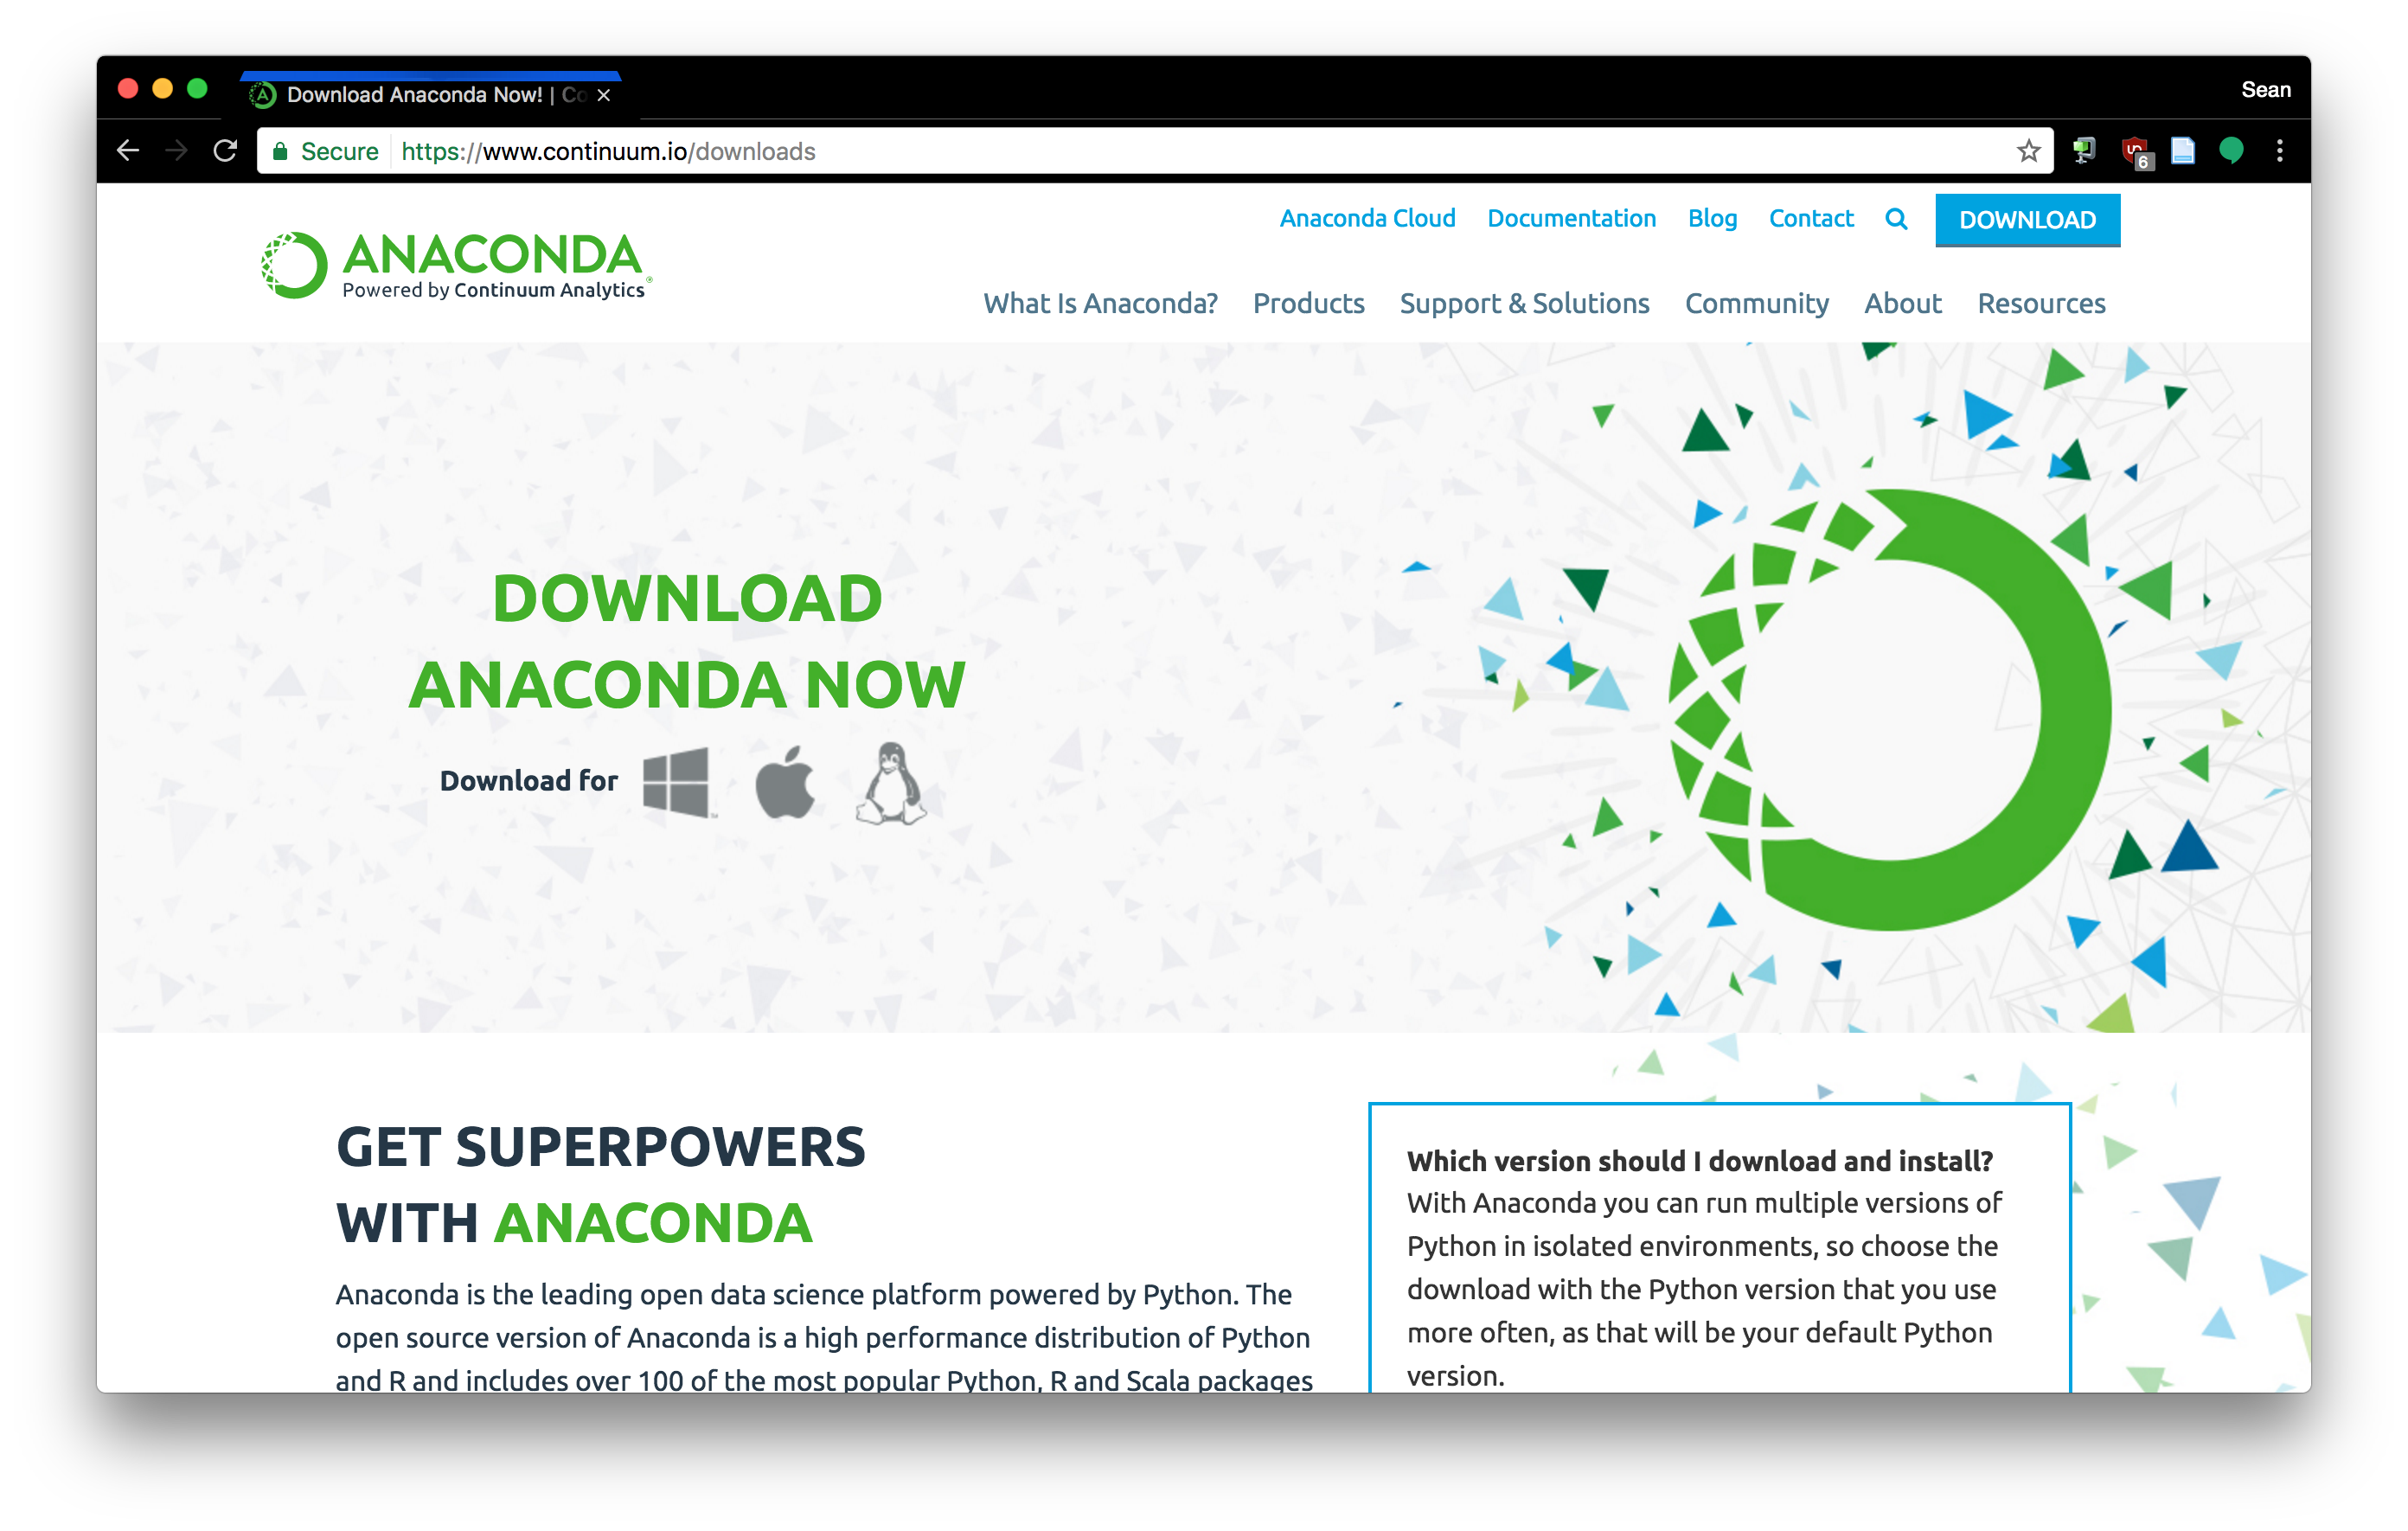 Download Anaconda Now! | Co
Sean
Secure https://www.continuum.io/downloads
6
Anaconda Cloud Documentation Blog Contact DOWNLOAD
ANACONDA
Powered by Continuum Analytics
What Is Anaconda? Products Support & Solutions Community About Resources
DOWNLOAD
ANACONDA NOW
Download for
GET SUPERPOWERS
WITH ANACONDA
Anaconda is the leading open data science platform powered by Python. The
open source version of Anaconda is a high performance distribution of Python
and R and includes over 100 of the most popular Python, R and Scala packages
Which version should I download and install?
With Anaconda you can run multiple versions of
Python in isolated environments, so choose the
download with the Python version that you use
more often, as that will be your default Python
version.